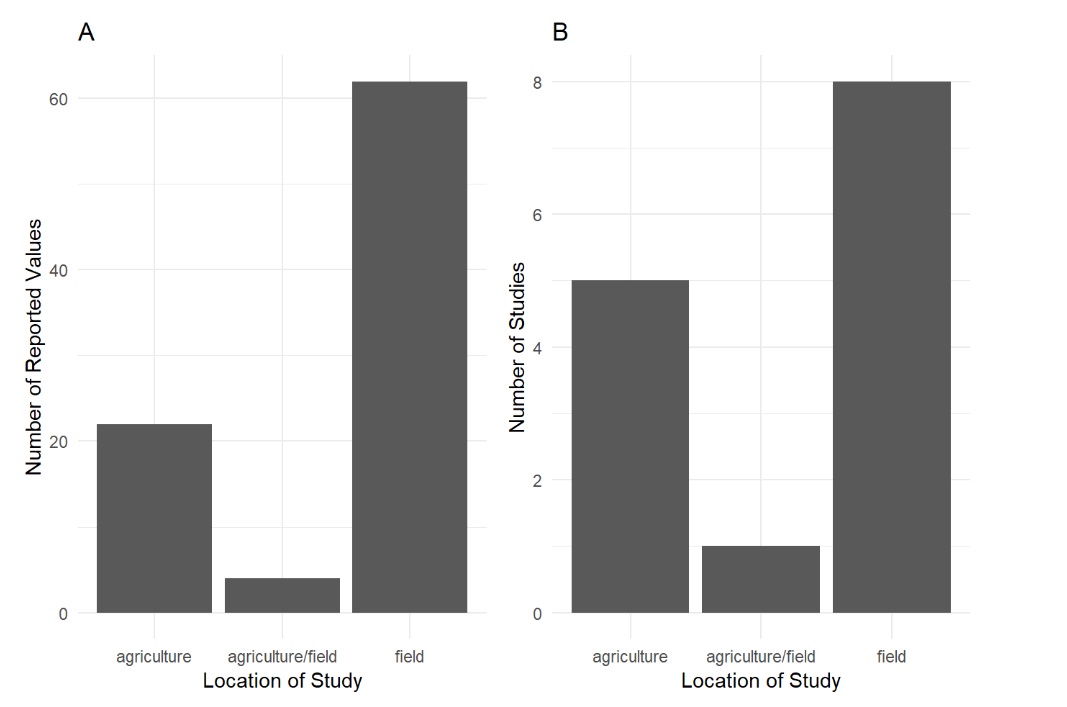 A
Number of Reported Values
60
40
20
0
agriculture
agriculture/field
field
Location of Study
B
Number of Studies
8
6
4
2
0
agriculture
agriculture/field
field
Location of Study